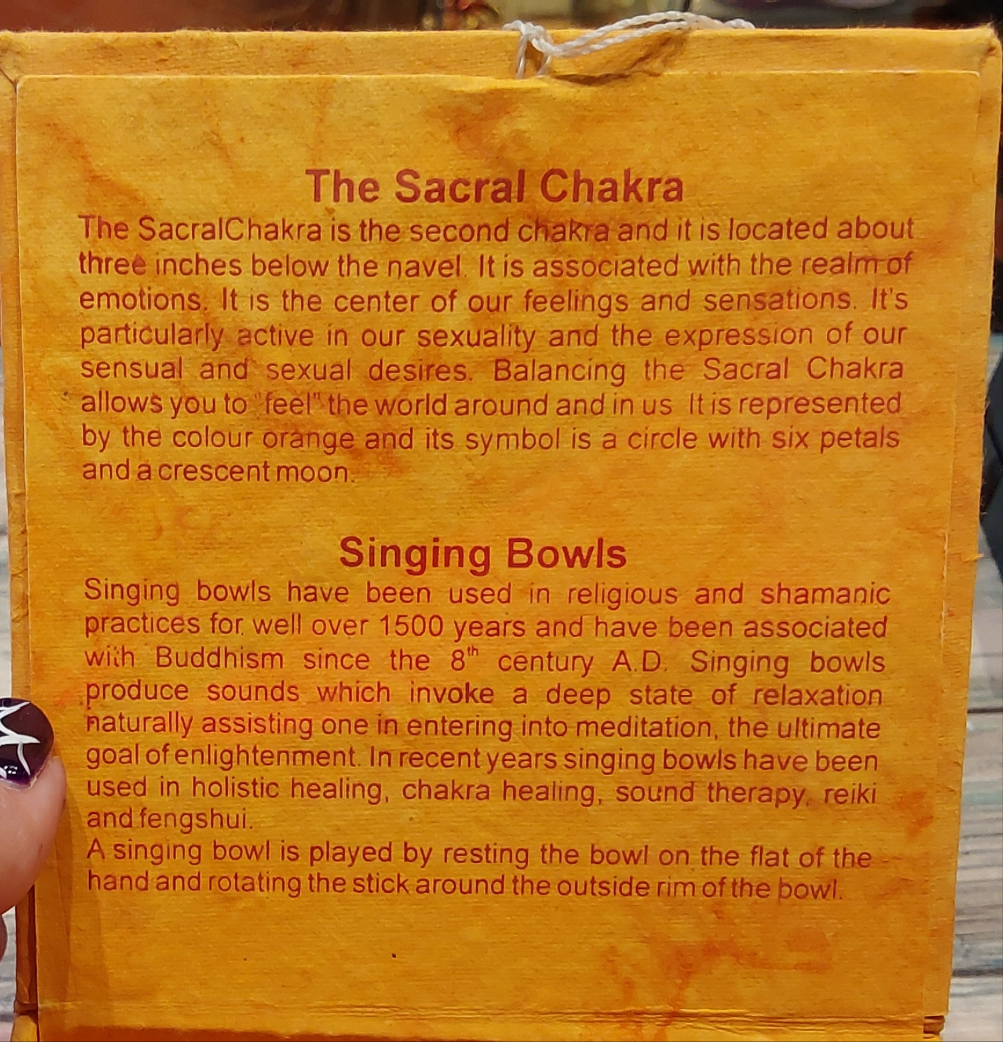 The Sacral Chakra
The SacralChakra is the second chakra and it is located about
three inches below the navel. It is associated with the realm of
emotions. It is the center of our feelings and sensations. It's
particularly active in our sexuality and the expression of our
sensual and sexual desires. Balancing the Sacral Chakra
allows you to "feel" the world around and in us It is represented
by the colour orange and its symbol is a circle with six petals
and a crescent moon.
Singing Bowls
Singing bowls have been used in religious and shamanic
practices for well over 1500 years and have been associated
with Buddhism since the 8th century A.D. Singing bowls
produce sounds which invoke a deep state of relaxation
naturally assisting one in entering into meditation, the ultimate
goal of enlightenment. In recent years singing bowls have been
used in holistic healing, chakra healing, sound therapy, reiki
and fengshui.
A singing bowl is played by resting the bowl on the flat of the
hand and rotating the stick around the outside rim of the bowl.